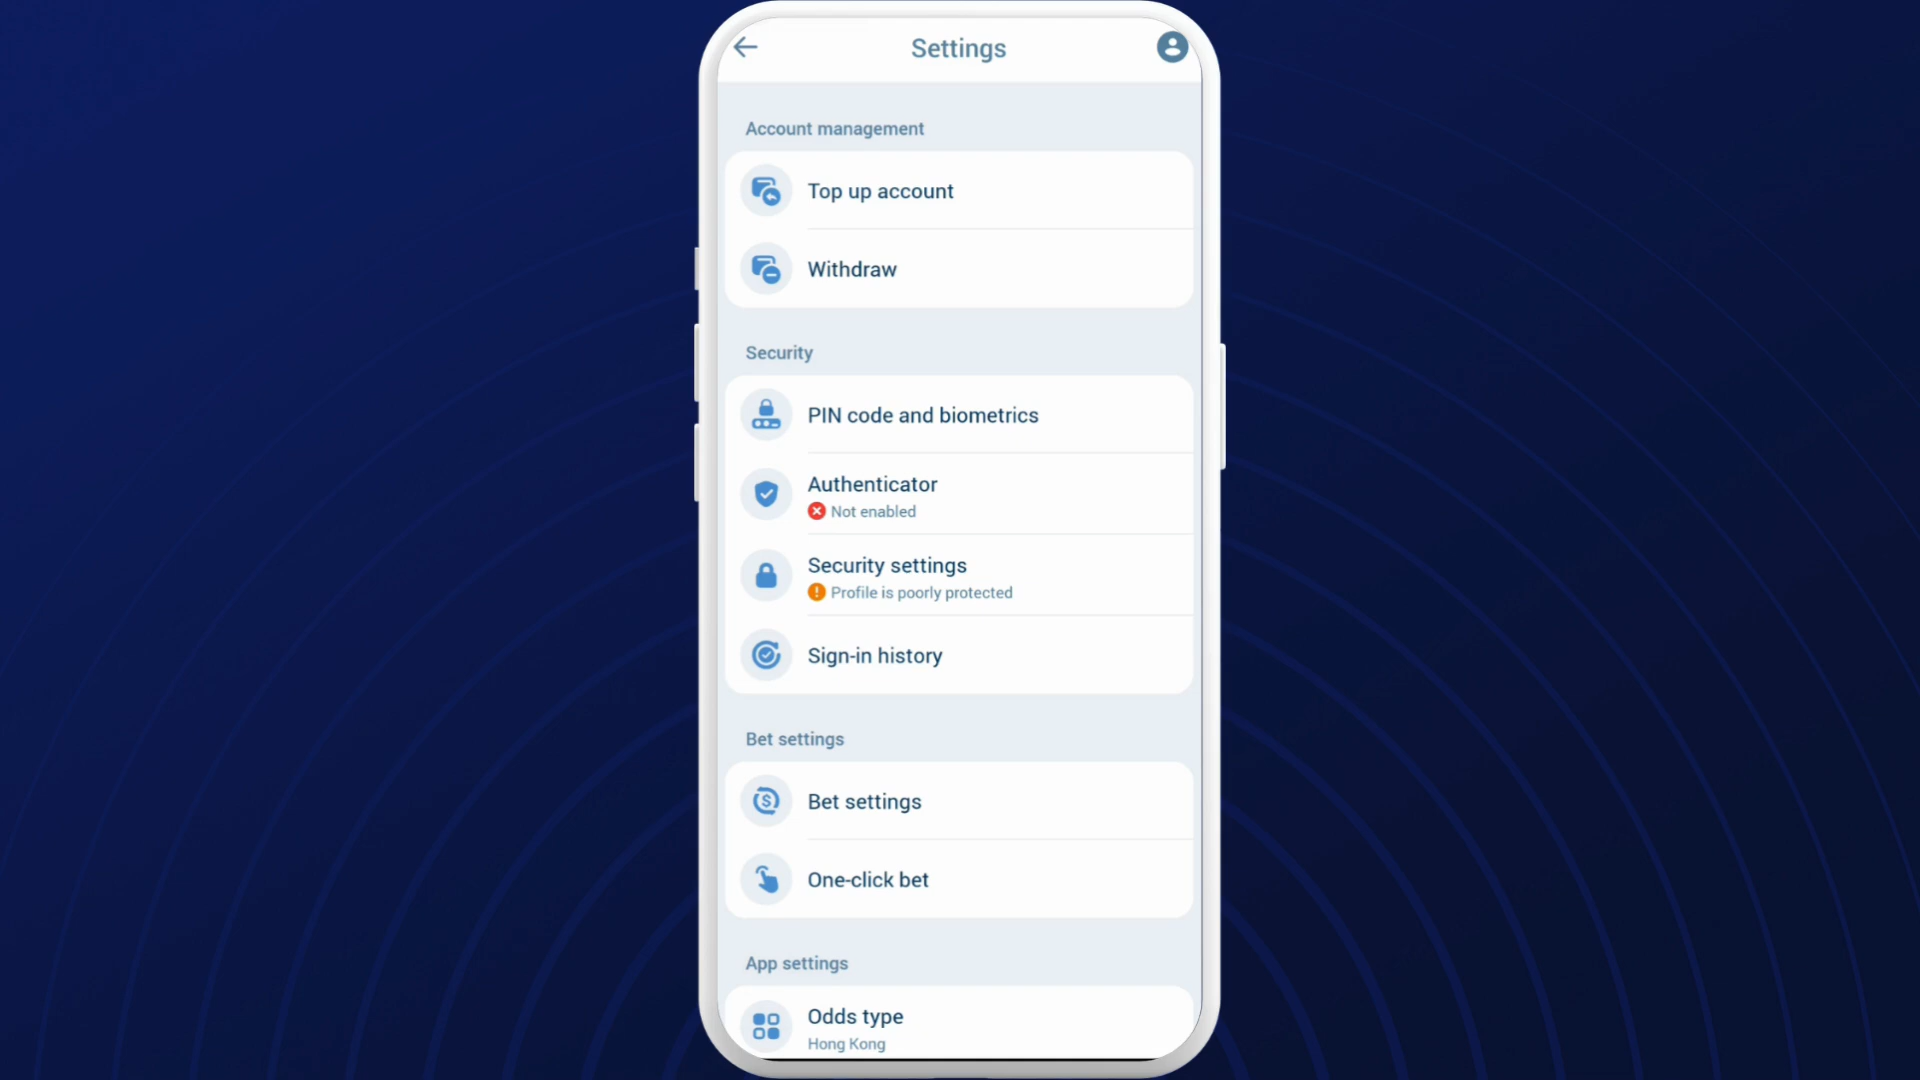 Settings
Account management
Top up account
Withdraw
Security
PIN code and biometrics
Authenticator
Not enabled
Security settings
Profile is poorly protected
Sign-in history
Bet settings
Bet settings
One-click bet
App settings
Odds type
Hong Kong